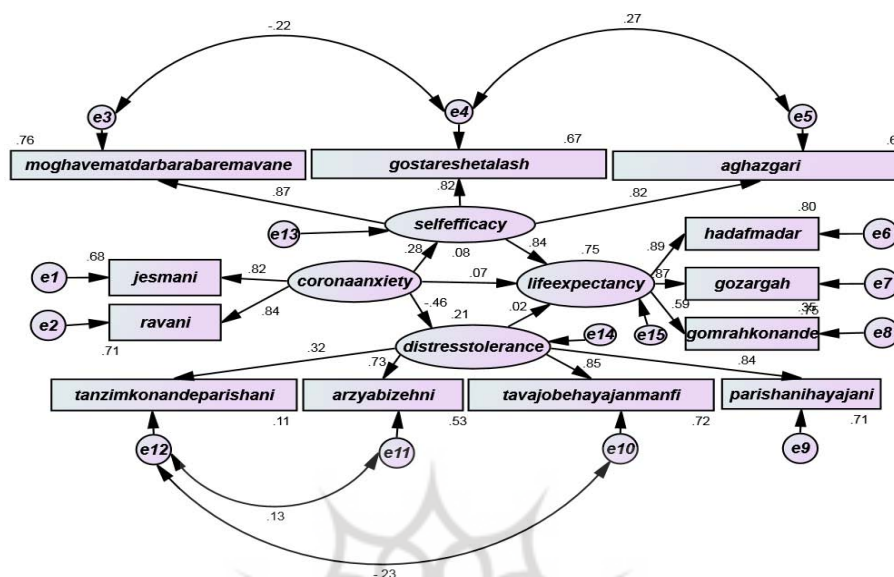 -.22
.27
e3
e4
e5
.76
.67
.6
moghavematdarbarabaremavane
gostareshetalash
aghazgari
.87
.82
.82
.80
e13
selfefficacy
hadafmadar
e6
.28
.08
.84
.75
.89
.68
e1
jesmani
.82
coronaanxiety
.07
lifeexpectancy
.87
gozargah
e7
.84
-.46
.02
.59
.35
.75
e2
ravani
.21
e14
e15
gomrahkonande
e8
.71
distresstolerance
.32
.73
.85
.84
tanzimkonandeparishani
arzyabizehni
tavajobehayajanmanfi
parishanihayajani
.11
.53
.72
.71
e12
e11
e10
e9
.13
-.23